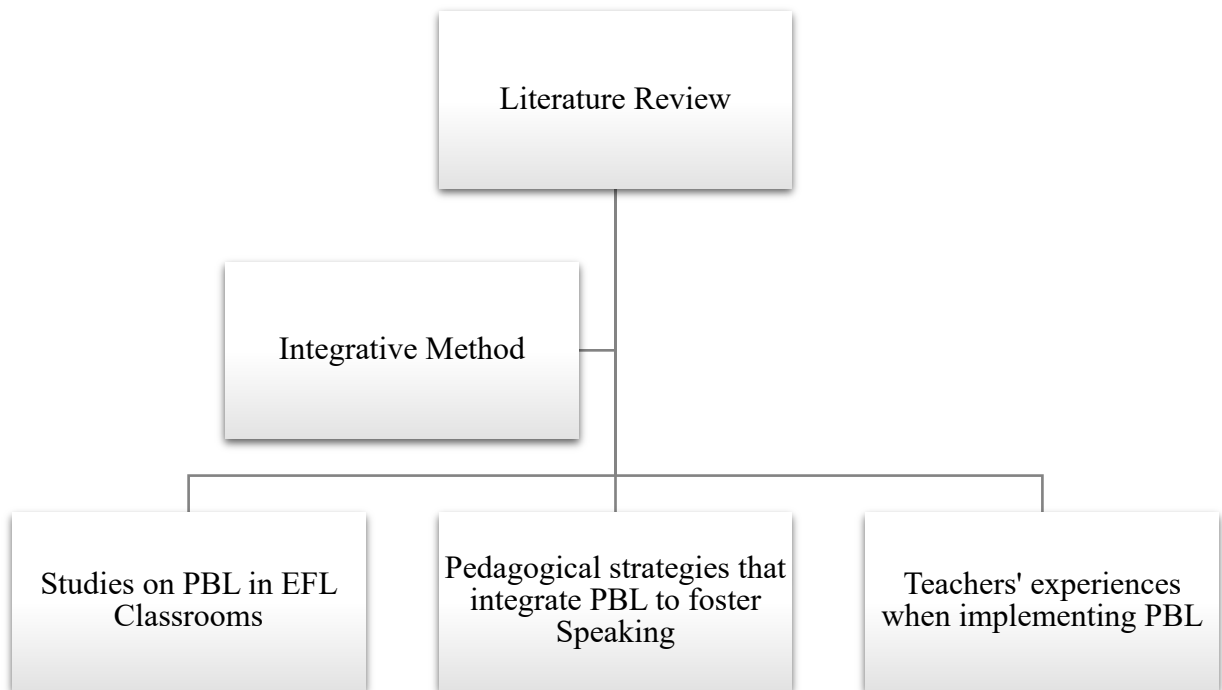 Literature Review
Integrative Method
Studies on PBL in EFL
Classrooms
Pedagogical strategies that
integrate PBL to foster
Speaking
Teachers' experiences
when implementing PBL